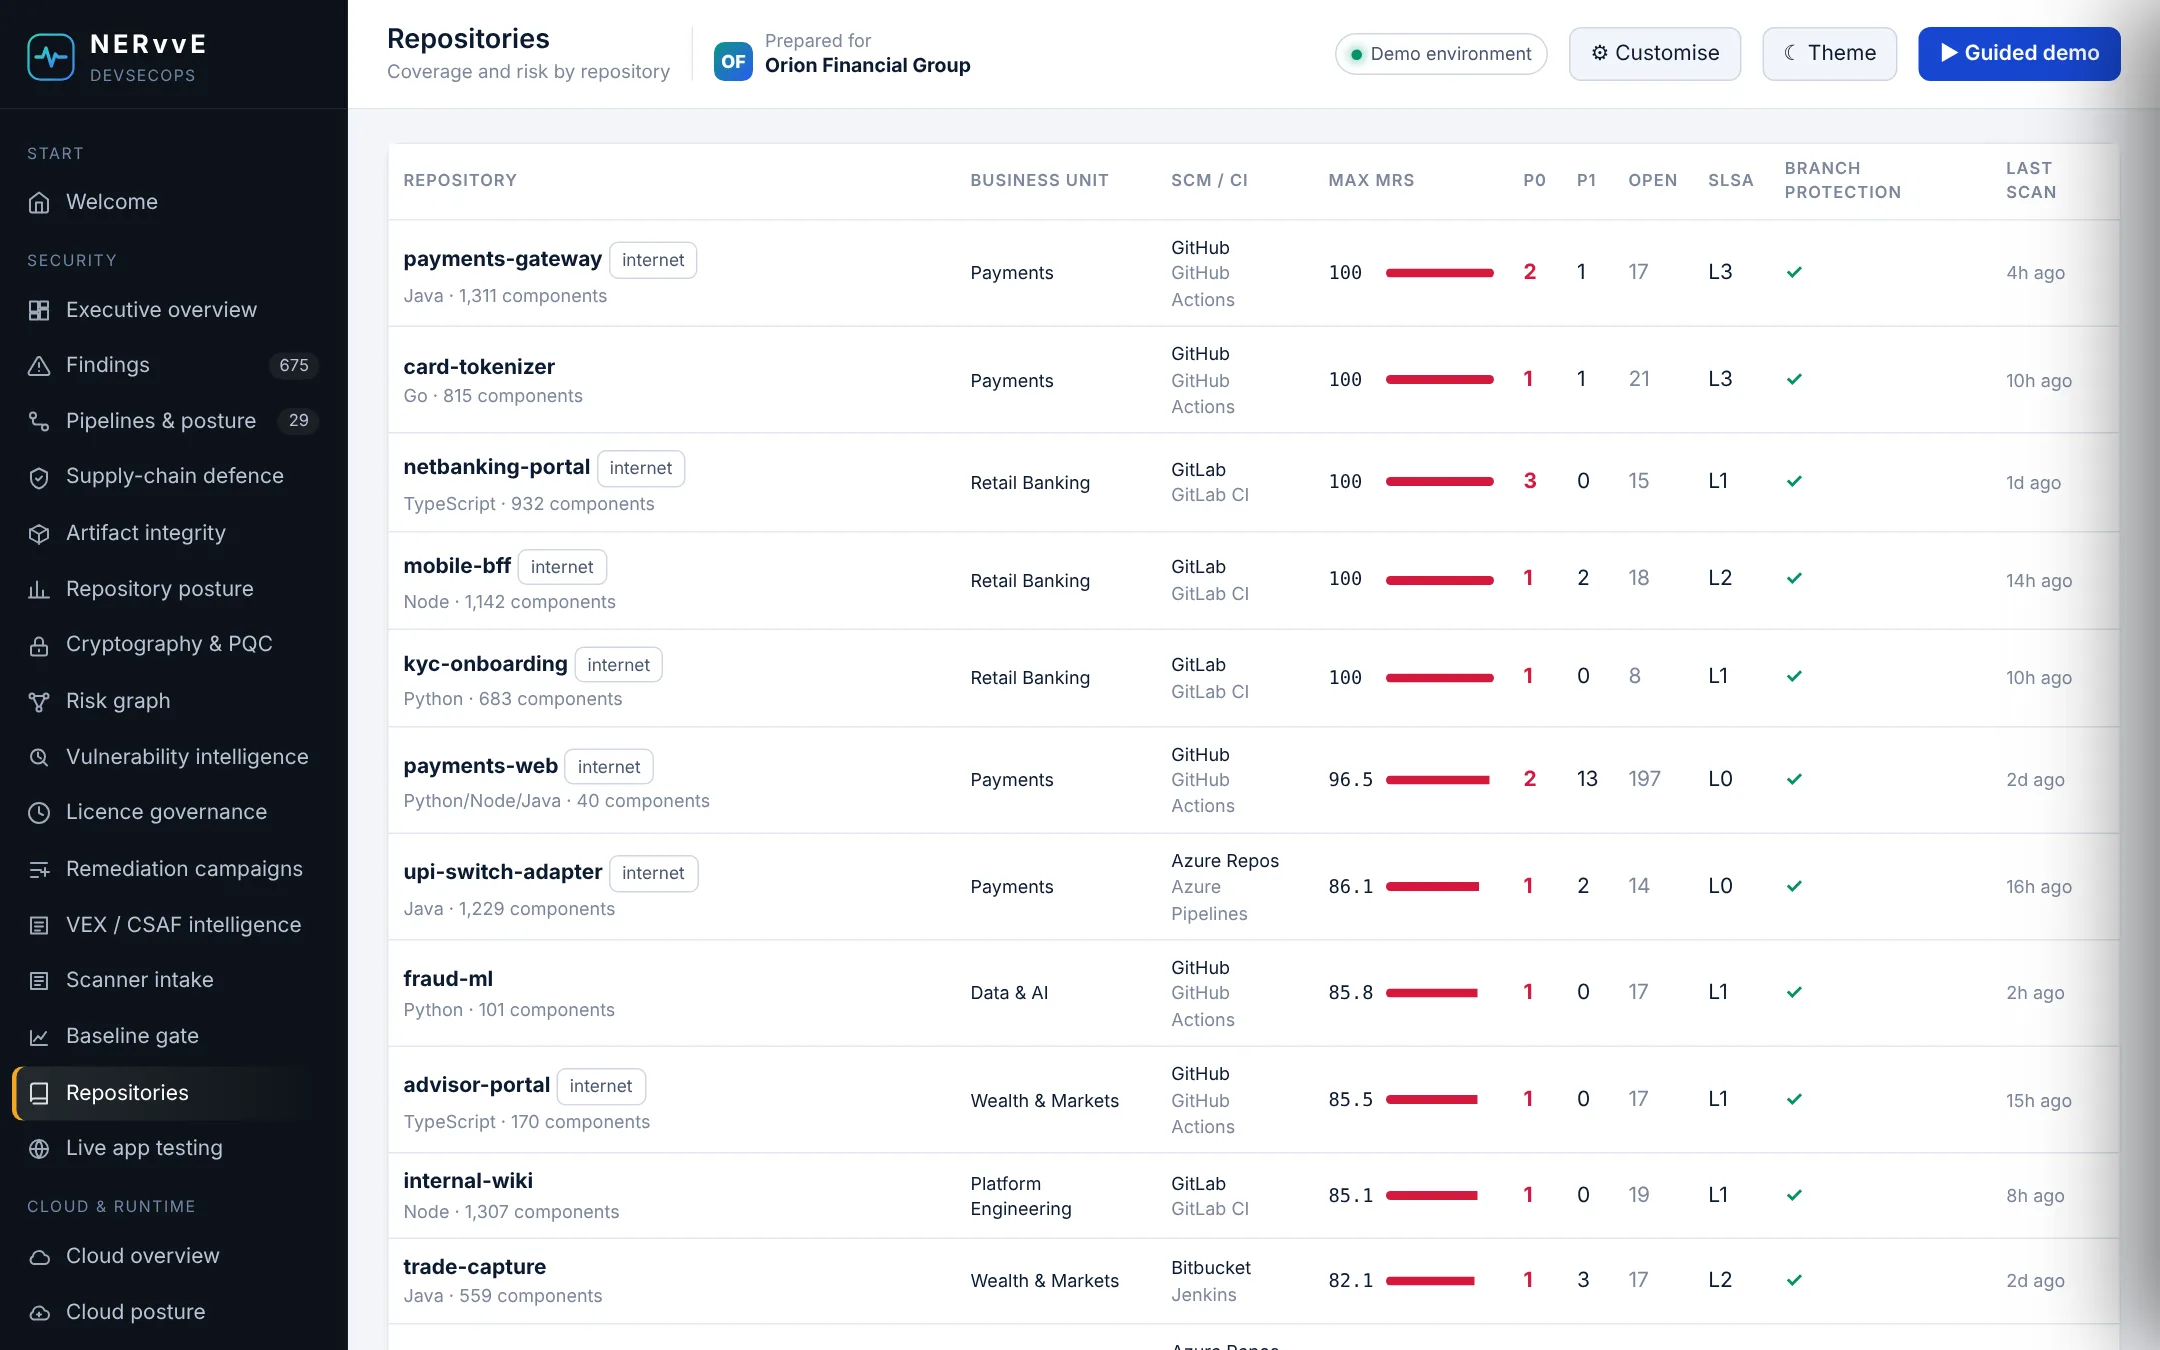 NERvvE
DEVSECOPS
START
Welcome
SECURITY
Executive overview
Findings 675
Pipelines & posture 29
Supply-chain defence
Artifact integrity
Repository posture
Cryptography & PQC
Risk graph
Vulnerability intelligence
Licence governance
Remediation campaigns
VEX / CSAF intelligence
Scanner intake
Baseline gate
Repositories
Live app testing
CLOUD & RUNTIME
Cloud overview
Cloud posture
Repositories
Coverage and risk by repository
OF
Prepared for
Orion Financial Group
Demo environment
⚙ Customise
☾ Theme
▶ Guided demo
REPOSITORY BUSINESS UNIT SCM / CI MAX MRS P0 P1 OPEN SLSA BRANCH PROTECTION LAST SCAN
payments-gateway internet
Java · 1,311 components
Payments
GitHub
GitHub
Actions
100 2 1 17 L3 ✓ 4h ago
card-tokenizer
Go · 815 components
Payments
GitHub
GitHub
Actions
100 1 1 21 L3 ✓ 10h ago
netbanking-portal internet
TypeScript · 932 components
Retail Banking
GitLab
GitLab CI
100 3 0 15 L1 ✓ 1d ago
mobile-bff internet
Node · 1,142 components
Retail Banking
GitLab
GitLab CI
100 1 2 18 L2 ✓ 14h ago
kyc-onboarding internet
Python · 683 components
Retail Banking
GitLab
GitLab CI
100 1 0 8 L1 ✓ 10h ago
payments-web internet
Python/Node/Java · 40 components
Payments
GitHub
GitHub
Actions
96.5 2 13 197 L0 ✓ 2d ago
upi-switch-adapter internet
Java · 1,229 components
Payments
Azure Repos
Azure
Pipelines
86.1 1 2 14 L0 ✓ 16h ago
fraud-ml
Python · 101 components
Data & AI
GitHub
GitHub
Actions
85.8 1 0 17 L1 ✓ 2h ago
advisor-portal internet
TypeScript · 170 components
Wealth & Markets
GitHub
GitHub
Actions
85.5 1 0 17 L1 ✓ 15h ago
internal-wiki
Node · 1,307 components
Platform
Engineering
GitLab
GitLab CI
85.1 1 0 19 L1 ✓ 8h ago
trade-capture
Java · 559 components
Wealth & Markets
Bitbucket
Jenkins
82.1 1 3 17 L2 ✓ 2d ago